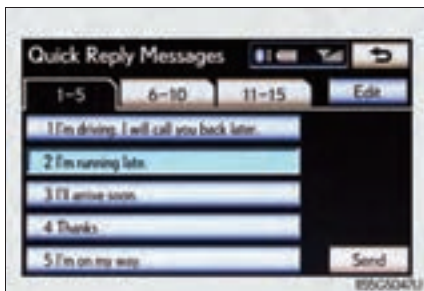 Quick Reply Messages
1-5 6-10 11-15 Edit
1 I'm driving. I will call you back later.
2 I'm running late.
3 I'll arrive soon.
4 Thanks.
5 I'm on my way.
Send